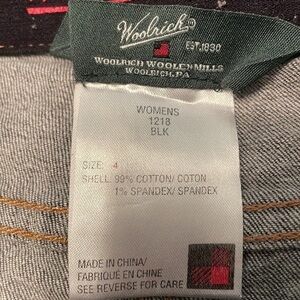 Woolrich
EST. 1830
WOOLRICH WOOLEN MILLS
WOOLRICH, PA
WOMENS
1218
BLK
SIZE: 4
SHELL: 99% COTTON/ COTON
1% SPANDEX/ SPANDEX
MADE IN CHINA/
FABRIQUÉ EN CHINE
SEE REVERSE FOR CARE